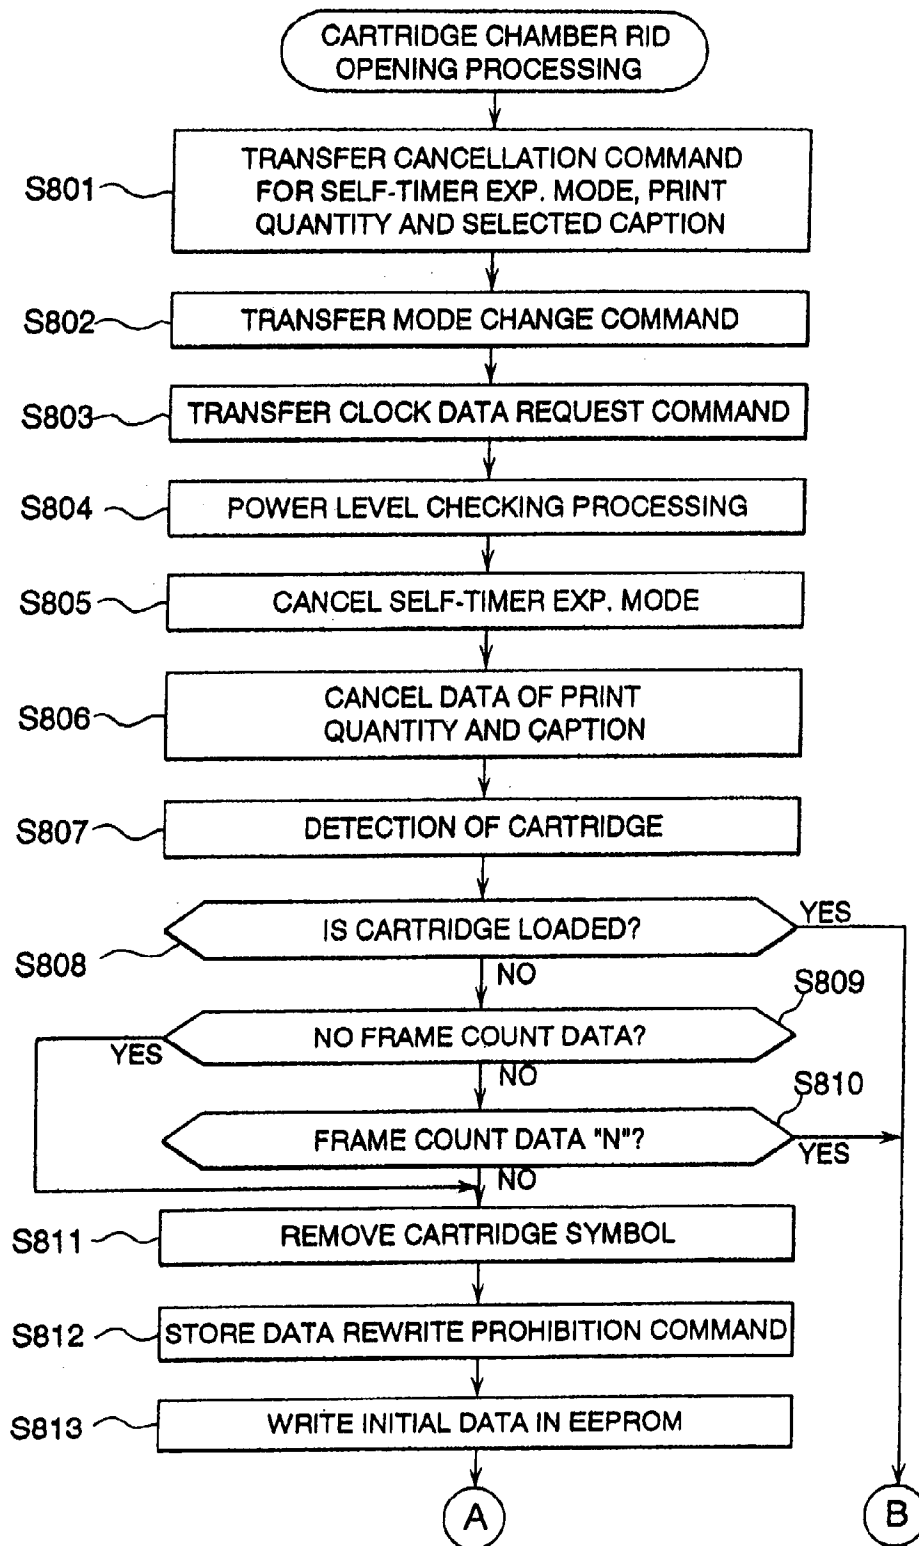 CARTRIDGE CHAMBER RID
OPENING PROCESSING
S801
TRANSFER CANCELLATION COMMAND
FOR SELF-TIMER EXP. MODE, PRINT
QUANTITY AND SELECTED CAPTION
S802
TRANSFER MODE CHANGE COMMAND
S803
TRANSFER CLOCK DATA REQUEST COMMAND
S804
POWER LEVEL CHECKING PROCESSING
S805
CANCEL SELF-TIMER EXP. MODE
S806
CANCEL DATA OF PRINT
QUANTITY AND CAPTION
S807
DETECTION OF CARTRIDGE
S808
IS CARTRIDGE LOADED?
YES
NO
S809
NO FRAME COUNT DATA?
YES
NO
S810
FRAME COUNT DATA "N"?
YES
NO
S811
REMOVE CARTRIDGE SYMBOL
S812
STORE DATA REWRITE PROHIBITION COMMAND
S813
WRITE INITIAL DATA IN EEPROM
A
B